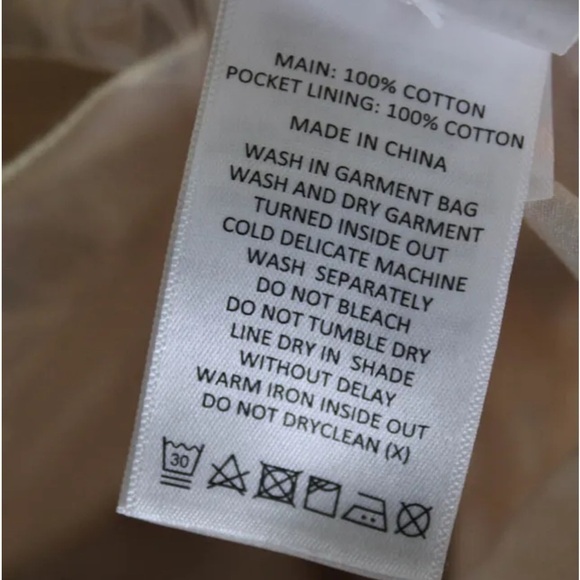 MAIN: 100% COTTON
POCKET LINING: 100% COTTON
MADE IN CHINA
WASH IN GARMENT BAG
WASH AND DRY GARMENT
TURNED INSIDE OUT
COLD DELICATE MACHINE
WASH SEPARATELY
DO NOT BLEACH
DO NOT TUMBLE DRY
LINE DRY IN SHADE
WITHOUT DELAY
WARM IRON INSIDE OUT
DO NOT DRYCLEAN (X)
30